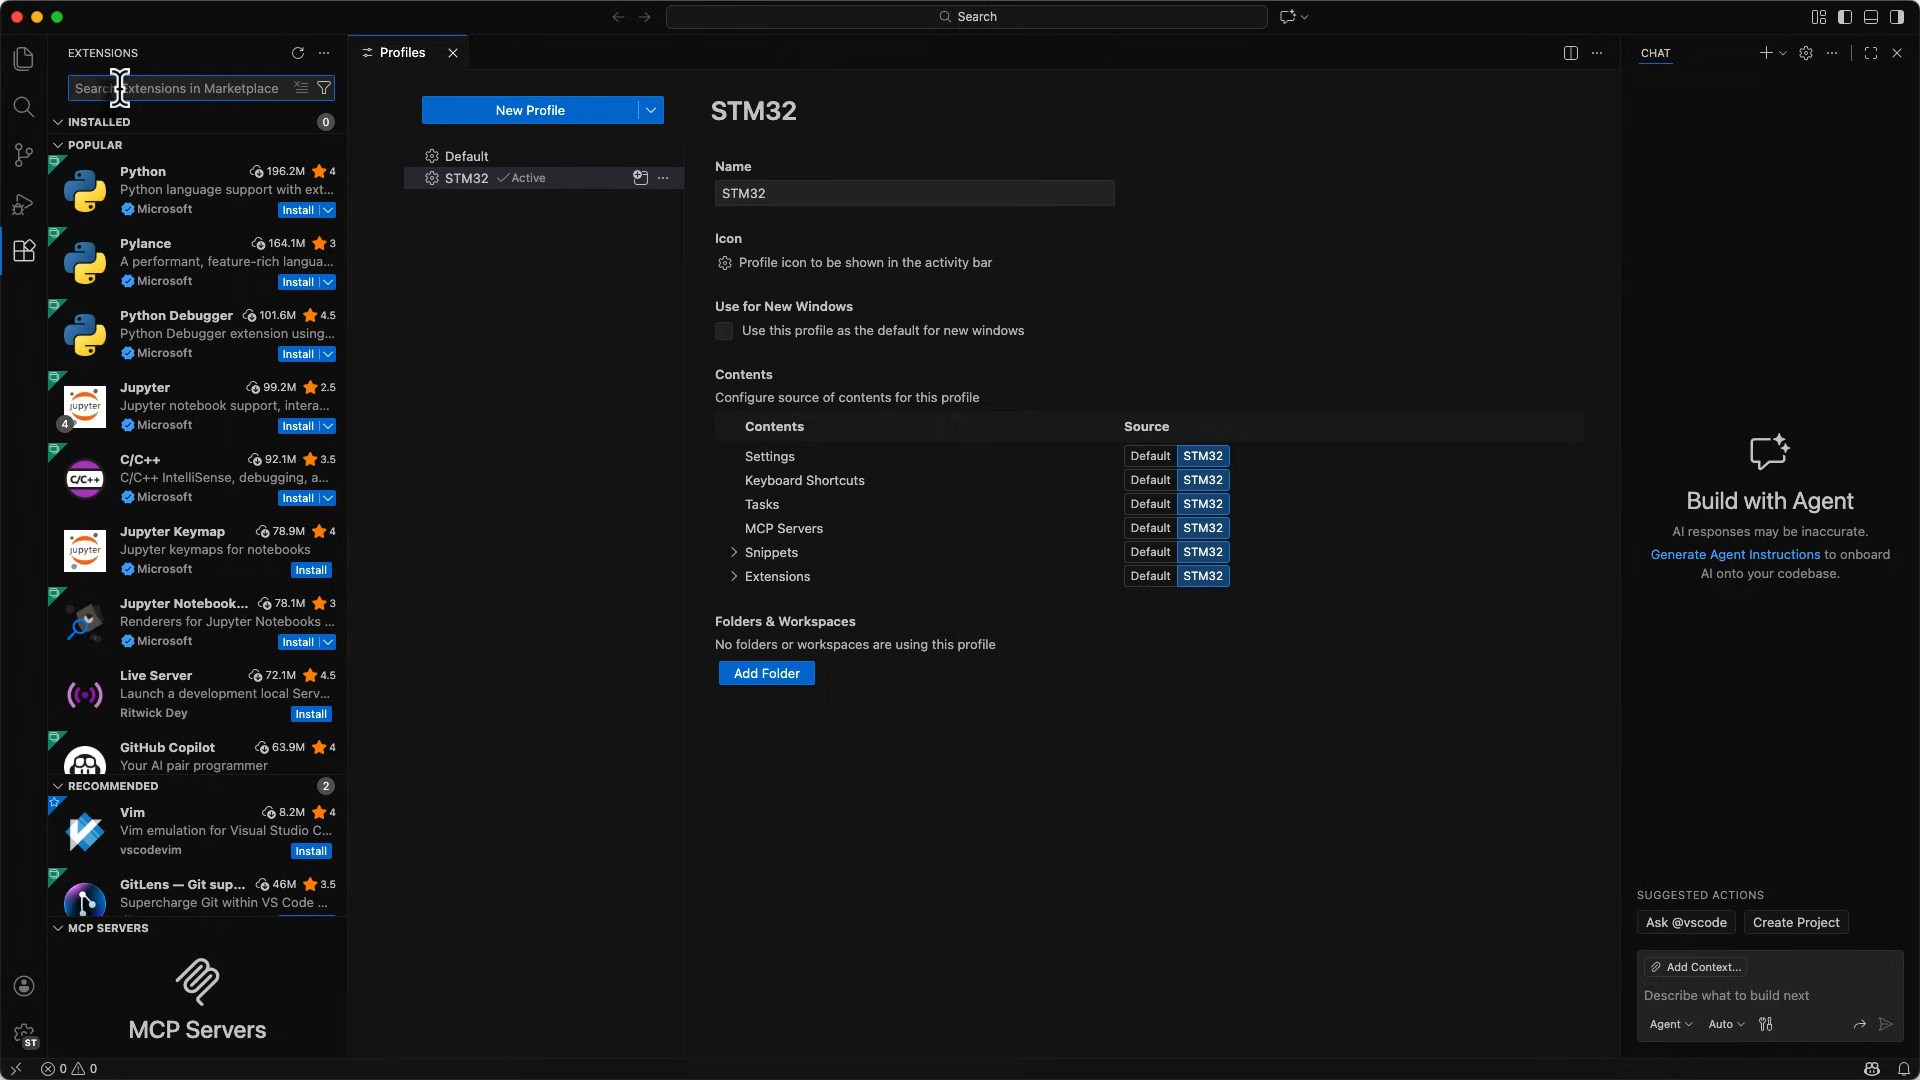 Search
EXTENSIONS
Search Extensions in Marketplace
INSTALLED 0
POPULAR
Python 196.2M 4
Python language support with ext...
Microsoft Install
Pylance 164.1M 3
A performant, feature-rich langua...
Microsoft Install
Python Debugger 101.6M 4.5
Python Debugger extension using...
Microsoft Install
Jupyter 99.2M 2.5
jupyter
Jupyter notebook support, intera...
4
Microsoft Install
C/C++ 92.1M 3.5
C/C++
C/C++ IntelliSense, debugging, a...
Microsoft Install
Jupyter Keymap 78.9M 4
jupyter
Jupyter keymaps for notebooks
Microsoft Install
Jupyter Notebook... 78.1M 3
Renderers for Jupyter Notebooks ...
Microsoft Install
Live Server 72.1M 4.5
Launch a development local Serv...
Ritwick Dey Install
GitHub Copilot 63.9M 4
Your AI pair programmer
RECOMMENDED 2
Vim 8.2M 4
Vim emulation for Visual Studio C...
vscodevim Install
GitLens — Git sup... 46M 3.5
Supercharge Git within VS Code ...
MCP SERVERS
MCP Servers
ST
0 0
Profiles
New Profile
Default
STM32 Active
STM32
Name
STM32
Icon
Profile icon to be shown in the activity bar
Use for New Windows
Use this profile as the default for new windows
Contents
Configure source of contents for this profile
Contents Source
Settings Default STM32
Keyboard Shortcuts Default STM32
Tasks Default STM32
MCP Servers Default STM32
Snippets Default STM32
Extensions Default STM32
Folders & Workspaces
No folders or workspaces are using this profile
Add Folder
CHAT
Build with Agent
AI responses may be inaccurate.
Generate Agent Instructions to onboard
AI onto your codebase.
SUGGESTED ACTIONS
Ask @vscode Create Project
Add Context...
Describe what to build next
Agent Auto